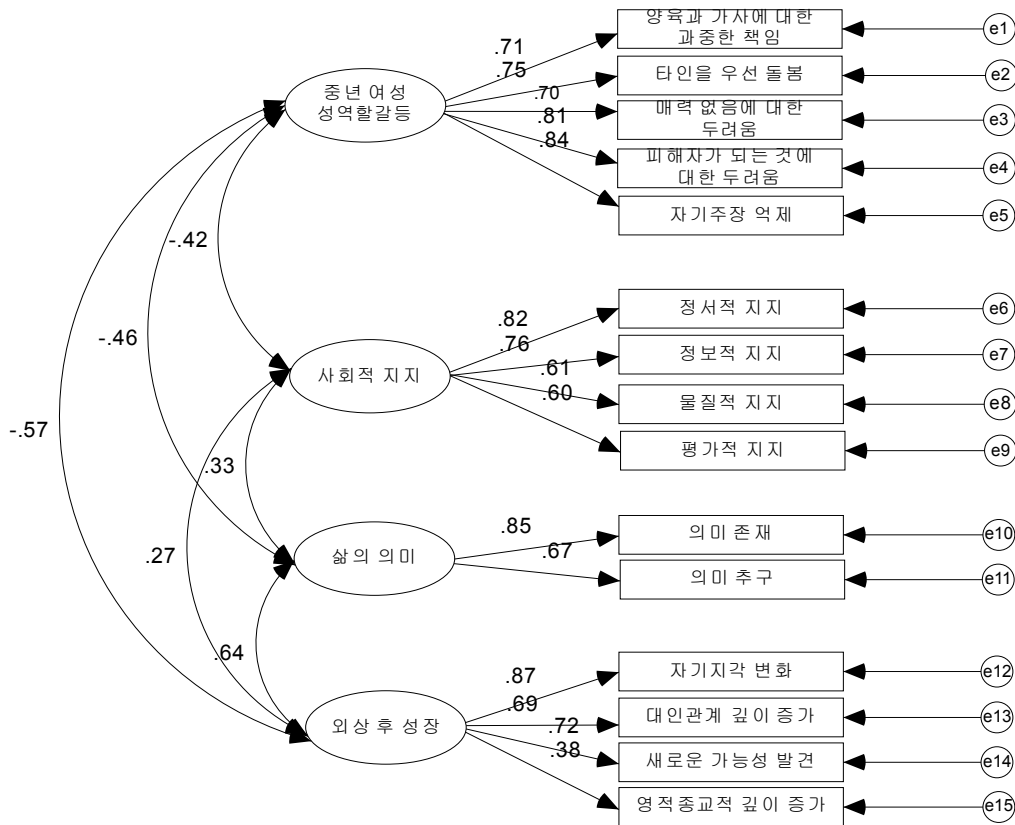 양육과 가사에 대한
과중한 책임
e1
.71
타인을 우선 돌봄
e2
.75
중년 여성
성역할갈등
.70
매력 없음에 대한
두려움
e3
.81
.84
피해자가 되는 것에
대한 두려움
e4
자기주장 억제
e5
-.42
정서적 지지
e6
.82
-.46
.76
정보적 지지
e7
사회적 지지
.61
.60
물질적 지지
e8
-.57
평가적 지지
e9
.33
.85
의미 존재
e10
.27
삶의 의미
.67
의미 추구
e11
.64
.87
자기지각 변화
e12
.69
대인관계 깊이 증가
e13
외상 후 성장
.72
.38
새로운 가능성 발견
e14
영적종교적 깊이 증가
e15